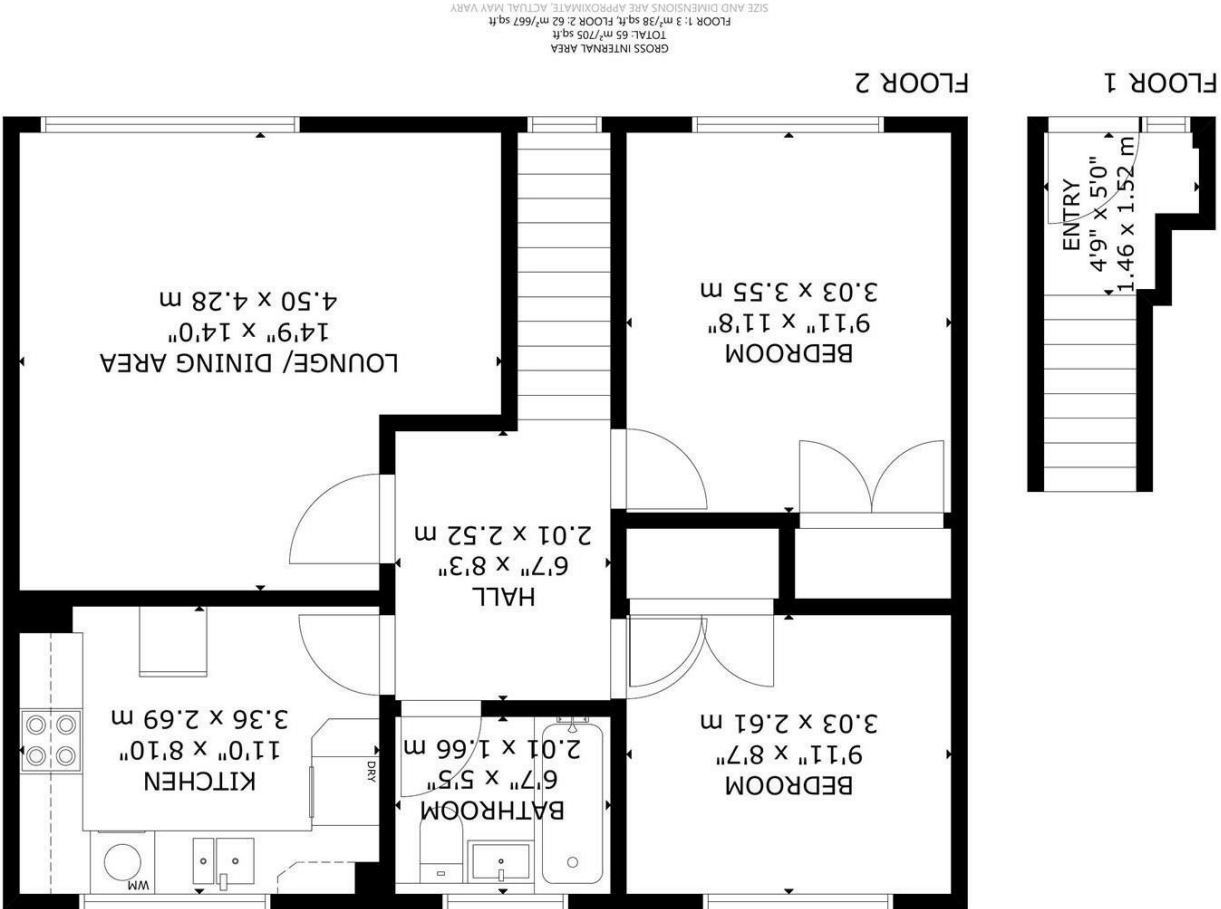 KITCHEN
11'0" x 8'10"
3.36 x 2.69 m
WM
DRY
BATHROOM
6'7" x 5'5"
2.01 x 1.66 m
BEDROOM
9'11" x 8'7"
3.03 x 2.61 m
HALL
6'7" x 8'3"
2.01 x 2.52 m
LOUNGE/ DINING AREA
14'9" x 14'0"
4.50 x 4.28 m
BEDROOM
9'11" x 11'8"
3.03 x 3.55 m
ENTRY
4'9" x 5'0"
1.46 x 1.52 m
FLOOR 1
FLOOR 2
GROSS INTERNAL AREA
TOTAL: 65 m²/705 sq.ft
FLOOR 1: 3 m²/38 sq.ft, FLOOR 2: 62 m²/667 sq.ft
SIZE AND DIMENSIONS ARE APPROXIMATE, ACTUAL MAY VARY